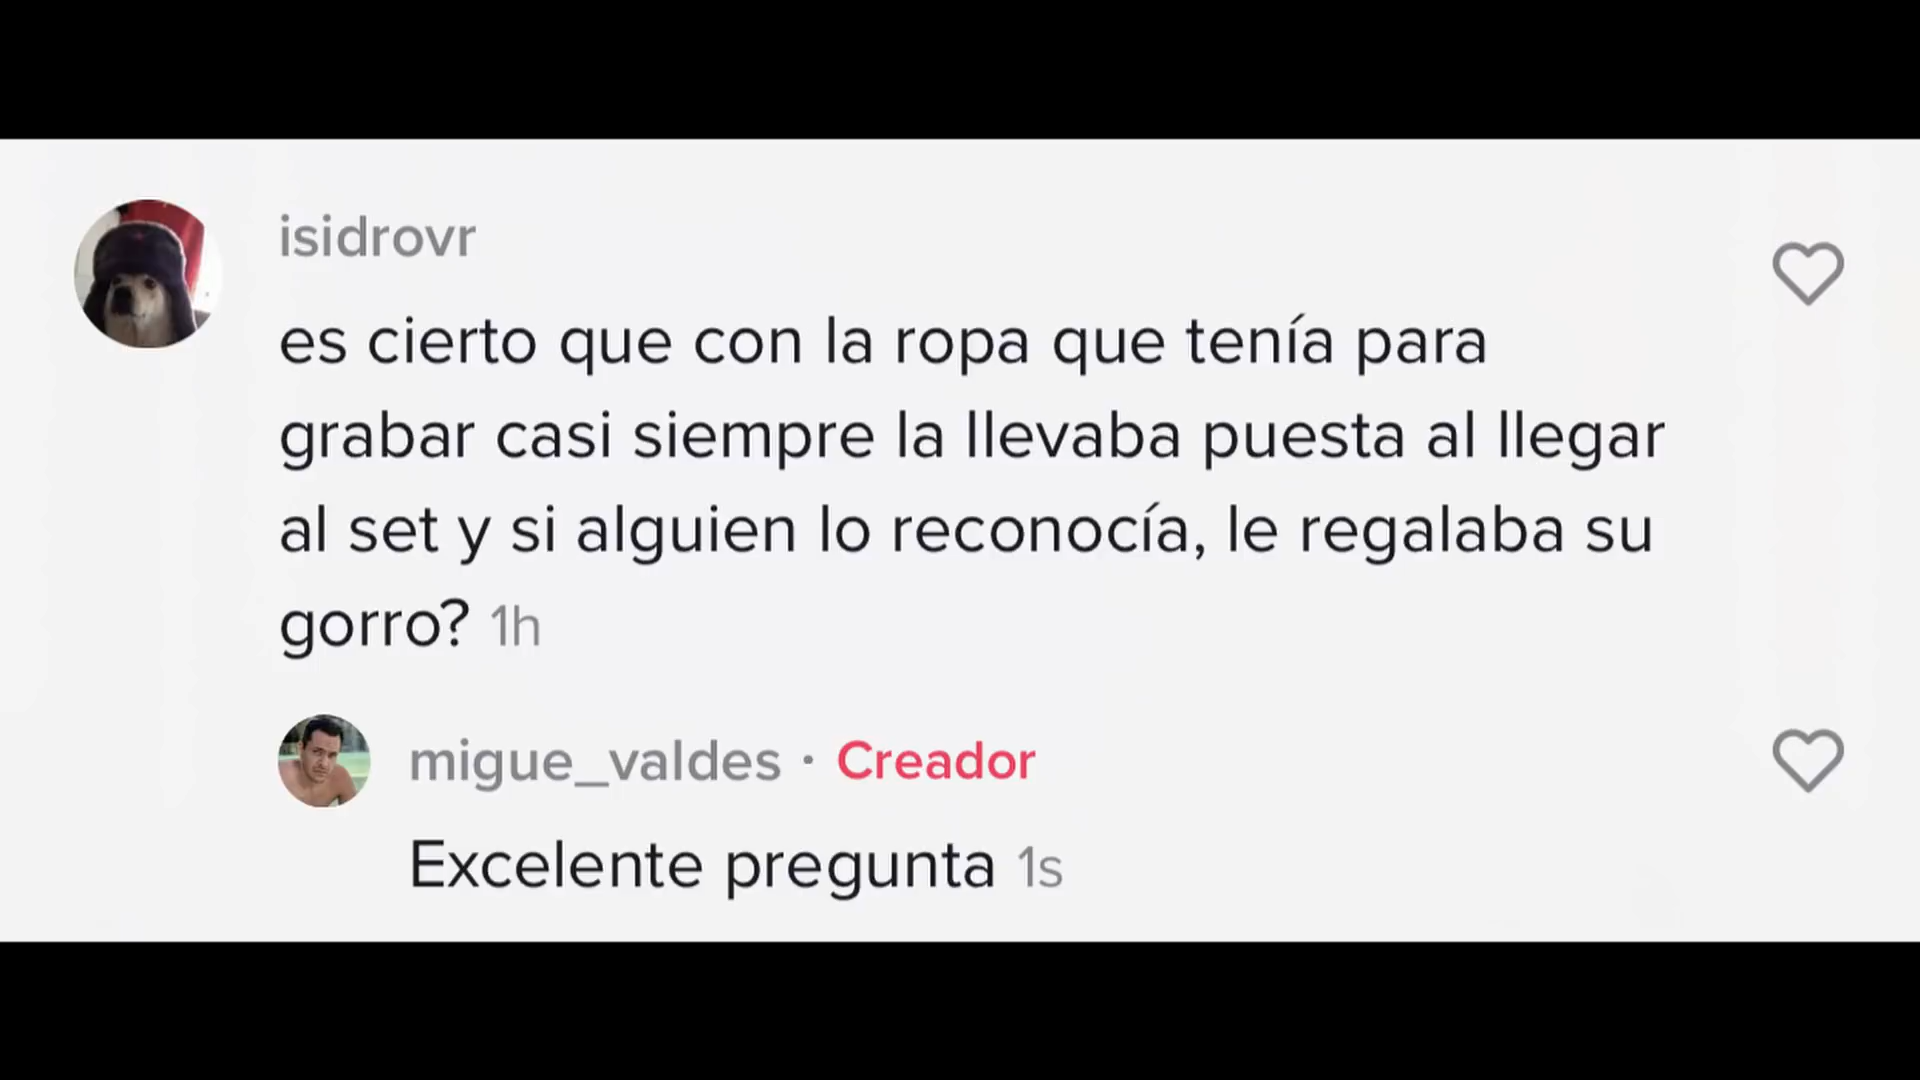 isidrovr
es cierto que con la ropa que tenía para
grabar casi siempre la llevaba puesta al llegar
al set y si alguien lo reconocía, le regalaba su
gorro? 1h
migue_valdes · Creador
Excelente pregunta 1s